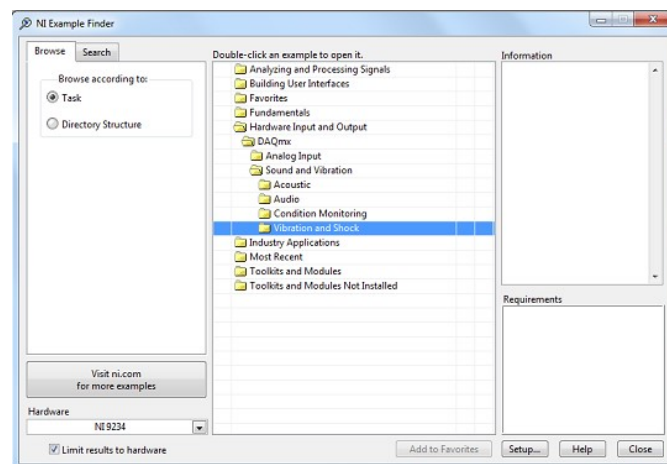 NI Example Finder
Browse
Search
Browse according to:
Task
Directory Structure
Visit ni.com
for more examples
Hardware
NI 9234
Limit results to hardware
Double-click an example to open it.
Analyzing and Processing Signals
Building User Interfaces
Favorites
Fundamentals
Hardware Input and Output
DAQmx
Analog Input
Sound and Vibration
Acoustic
Audio
Condition Monitoring
Vibration and Shock
Industry Applications
Most Recent
Toolkits and Modules
Toolkits and Modules Not Installed
Information
Requirements
Add to Favorites
Setup...
Help
Close